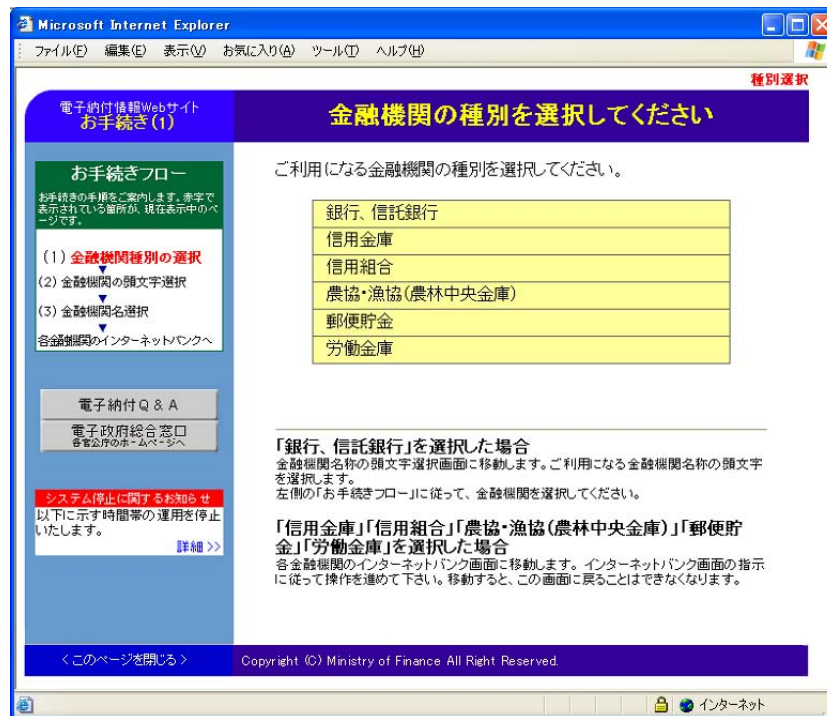 Microsoft Internet Explorer
ファイル(F) 編集(E) 表示(V) お気に入り(A) ツール(T) ヘルプ(H)
種別選択
電子納付情報Webサイト
お手続き(1)
金融機関の種別を選択してください
お手続きフロー
お手続きの手順をご案内します。赤字で
表示されている箇所が、現在表示中のペ
ージです。
(1) 金融機関種別の選択
(2) 金融機関の頭文字選択
(3) 金融機関名選択
各金融機関のインターネットバンクへ
電子納付Q & A
電子政府総合窓口
各官公庁のホームページへ
システム停止に関するお知らせ
以下に示す時間帯の運用を停止
いたします。
詳細 >>
ご利用になる金融機関の種別を選択してください。
銀行、信託銀行
信用金庫
信用組合
農協・漁協(農林中央金庫)
郵便貯金
労働金庫
「銀行、信託銀行」を選択した場合
金融機関名称の頭文字選択画面に移動します。ご利用になる金融機関名称の頭文字
を選択します。
左側の「お手続きフロー」に従って、金融機関を選択してください。
「信用金庫」「信用組合」「農協・漁協(農林中央金庫)」「郵便貯
金」「労働金庫」を選択した場合
各金融機関のインターネットバンク画面に移動します。インターネットバンク画面の指示
に従って操作を進めて下さい。移動すると、この画面に戻ることはできなくなります。
<このページを閉じる>
Copyright (C) Ministry of Finance All Right Reserved.
インターネット